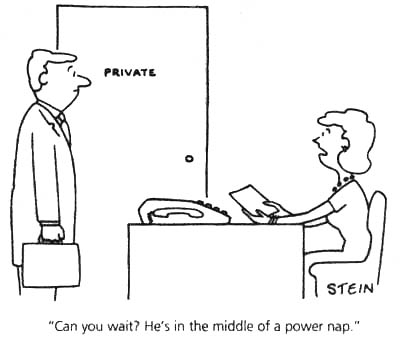 PRIVATE
STEIN
"Can you wait? He's in the middle of a power nap."